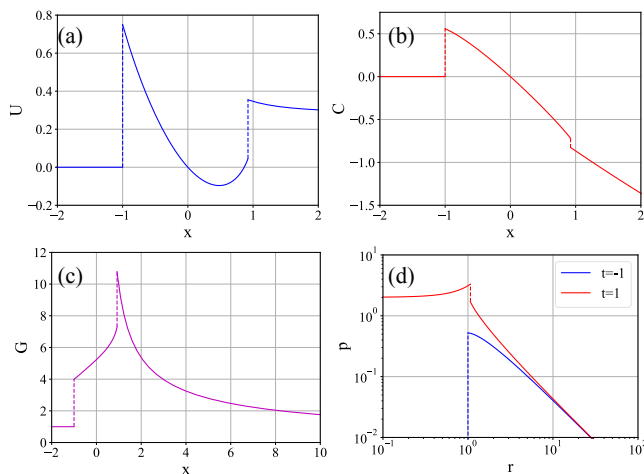 (a)
U
0.8
0.6
0.4
0.2
0.0
−0.2
−2 −1 0 1 2
x
(b)
C
0.5
0.0
−0.5
−1.0
−1.5
−2 −1 0 1 2
x
(c)
G
12
10
8
6
4
2
0
−2 0 2 4 6 8 10
x
(d)
t=-1
t=1
p
10¹
10⁰
10⁻¹
10⁻²
10⁻¹ 10⁰ 10¹ 10²
r